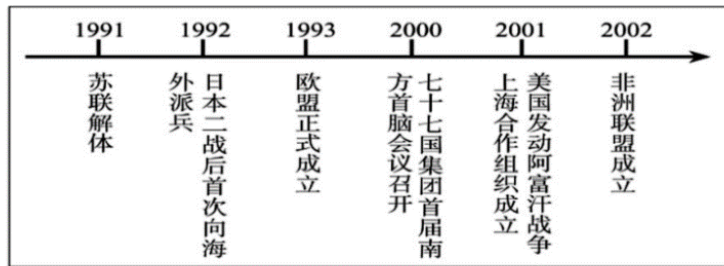 1991
1992
1993
2000
2001
2002
苏联解体
日本二战后首次向海
外派兵
欧盟正式成立
七十七国集团首届南
方首脑会议召开
美国发动阿富汗战争
上海合作组织成立
非洲联盟成立